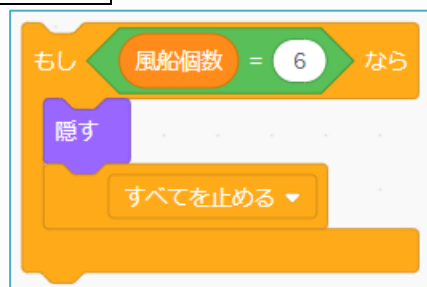 もし 風船個数 = 6 なら
隠す
すべてを止める